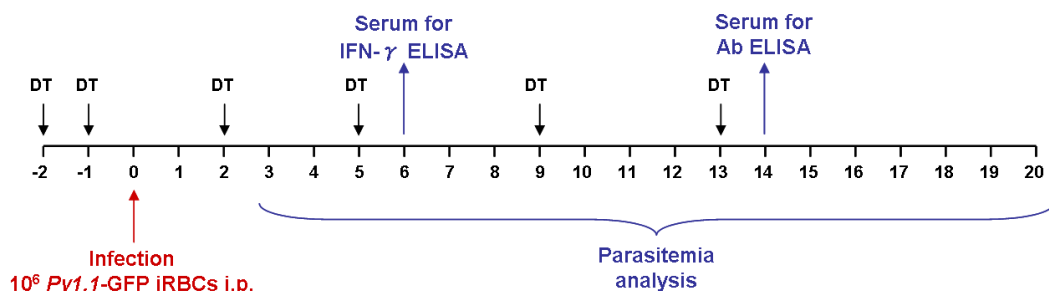 Serum for
IFN- γ ELISA
Serum for
Ab ELISA
DT DT DT DT DT DT
-2 -1 0 1 2 3 4 5 6 7 8 9 10 11 12 13 14 15 16 17 18 19 20
Infection
10⁶ Pv1.1-GFP iRBCs i.p.
Parasitemia
analysis